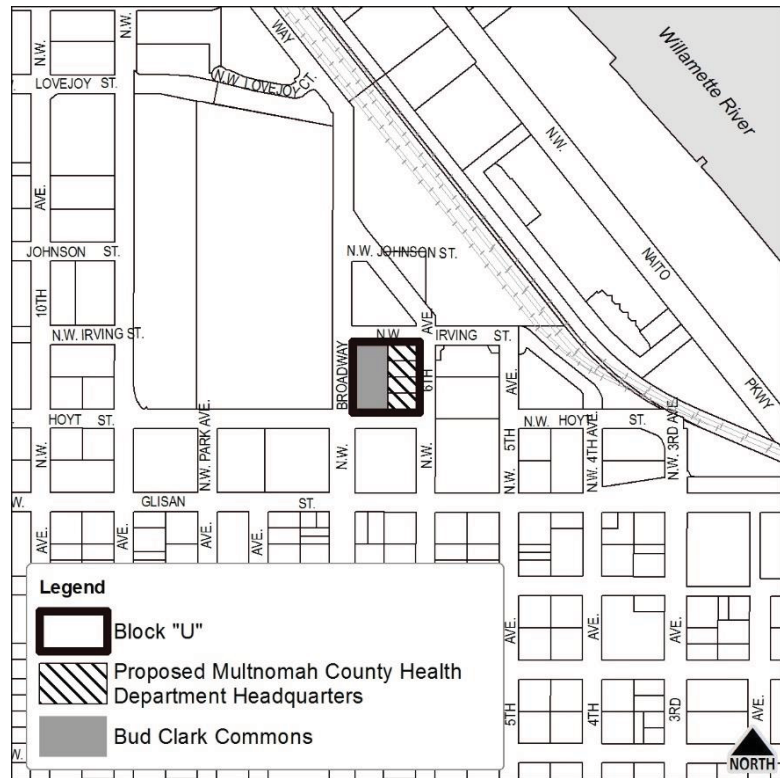 N.W.
N.W.
WAY
CT.
LOVEJOY ST.
N.W LOVEJOY
Willamette River
N.W.
NAITO
PKWY
AVE.
JOHNSON ST.
N.W. JOHNSON ST.
10TH
N.W. IRVING ST.
N.W. IRVING ST.
AVE
BROADWAY
6TH
AVE.
HOYT ST.
N.W. HOYT ST.
N.W.
N.W. PARK AVE.
N.W.
N.W.
N.W. 5TH
N.W. 4TH AVE.
N.W. 3RD AVE.
W. GLISAN ST.
AVE.
AVE.
AVE.
AVE.
Legend
Block "U"
Proposed Multnomah County Health
Department Headquarters
Bud Clark Commons
AVE.
AVE.
AVE.
5TH
4TH
3RD
AVE.
W.
N.W.
NORTH